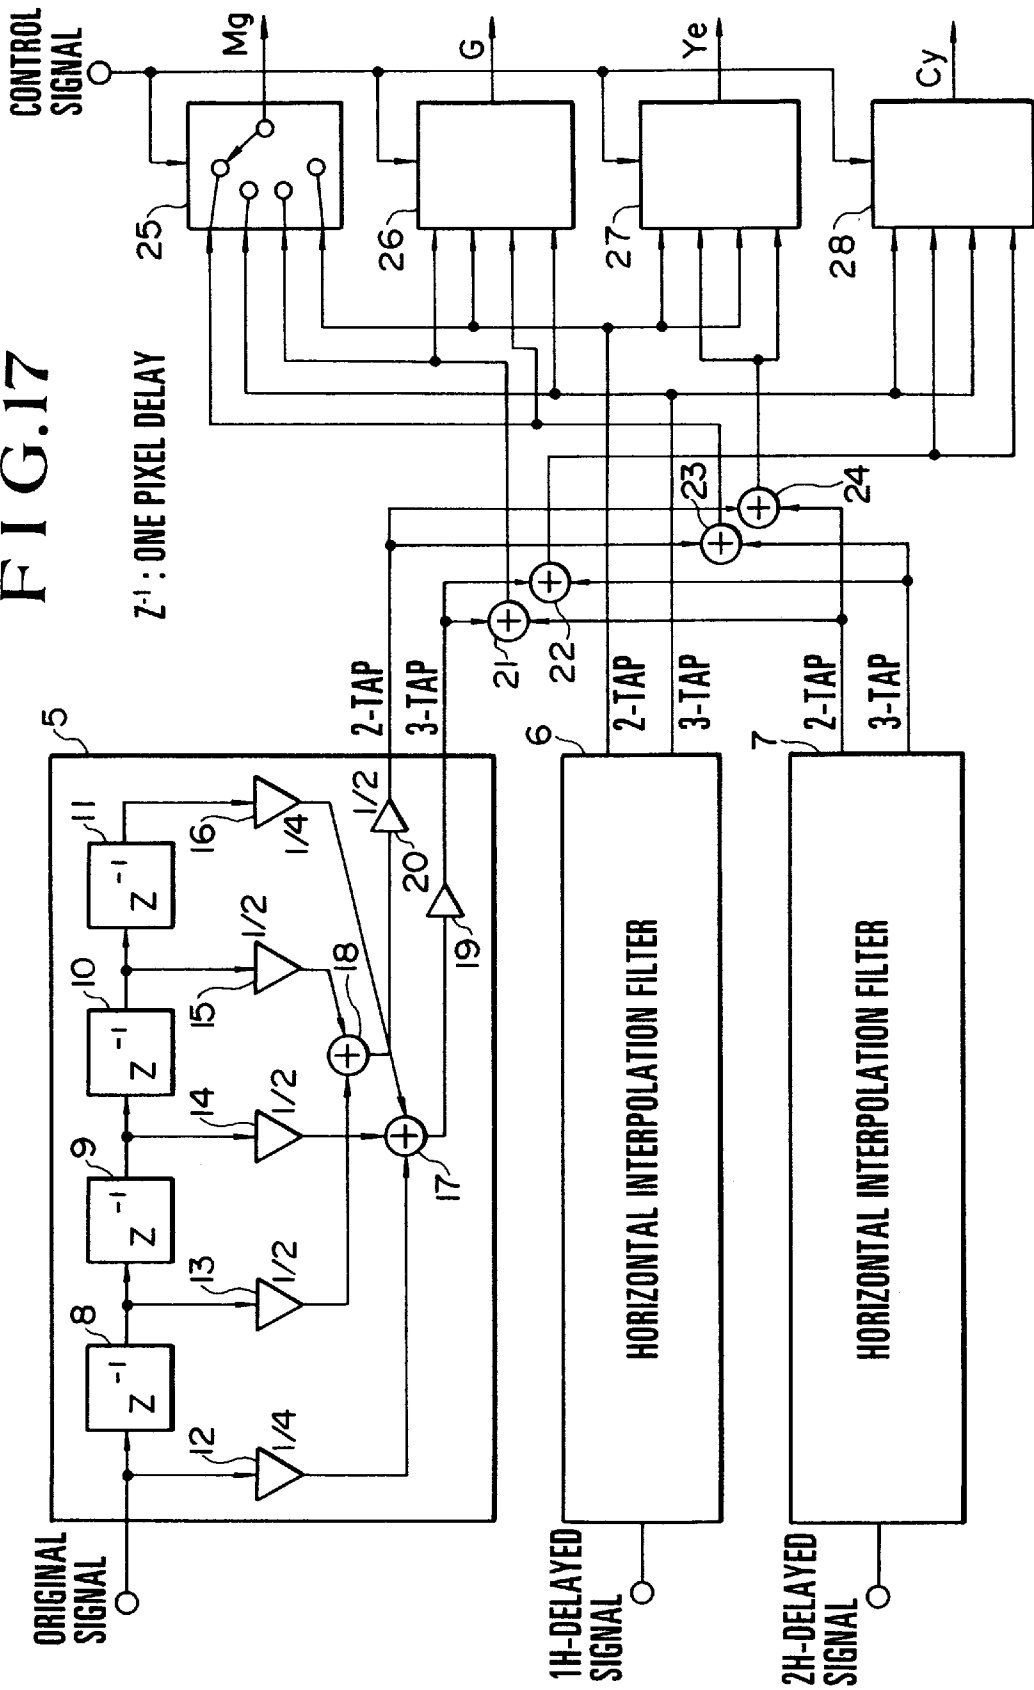 FIG.17
Z⁻¹ : ONE PIXEL DELAY
ORIGINAL
SIGNAL
5
8
Z⁻¹
9
Z⁻¹
10
Z⁻¹
11
Z⁻¹
12
1/4
13
1/2
14
1/2
15
1/2
16
1/4
17
18
19
20
1/2
2-TAP
3-TAP
1H-DELAYED
SIGNAL
HORIZONTAL INTERPOLATION FILTER
6
2-TAP
3-TAP
2H-DELAYED
SIGNAL
HORIZONTAL INTERPOLATION FILTER
7
2-TAP
3-TAP
+
21
+
22
+
23
+
24
+
+
CONTROL
SIGNAL
25
Mg
26
G
27
Ye
28
Cy